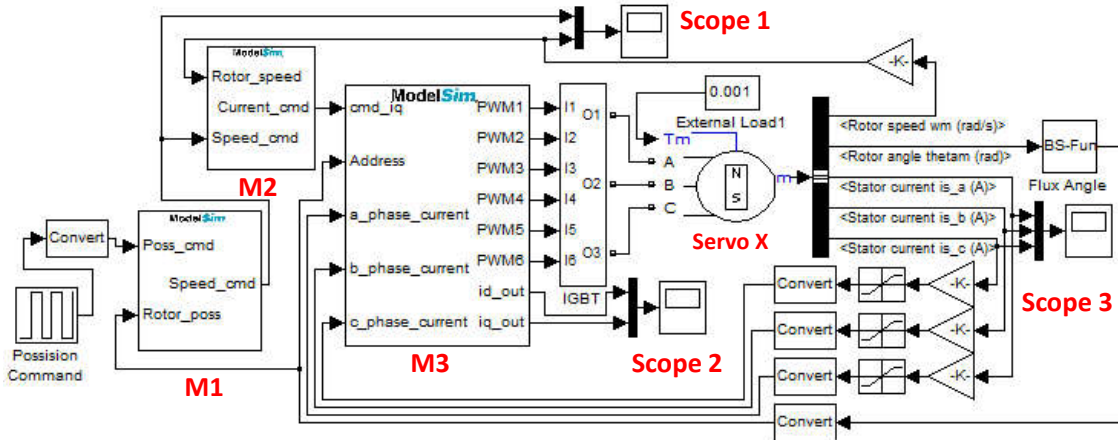 Scope 1
ModelSim
Rotor_speed
Current_cmd
Speed_cmd
M2
ModelSim
cmd_iq
Address
a_phase_current
b_phase_current
c_phase_current
PWM1
PWM2
PWM3
PWM4
PWM5
PWM6
id_out
iq_out
M3
I1
I2
I3
I4
I5
I6
O1
O2
O3
IGBT
0.001
External Load1
Tm
A
B
C
N
S
m
Servo X
-K-
<Rotor speed wm (rad/s)>
<Rotor angle thetam (rad)>
<Stator current is_a (A)>
<Stator current is_b (A)>
<Stator current is_c (A)>
BS-Fun
Flux Angle
Scope 3
Scope 2
ModelSim
Poss_cmd
Speed_cmd
Rotor_poss
M1
Convert
Possision
Command
Convert
-K-
Convert
-K-
Convert
-K-
Convert